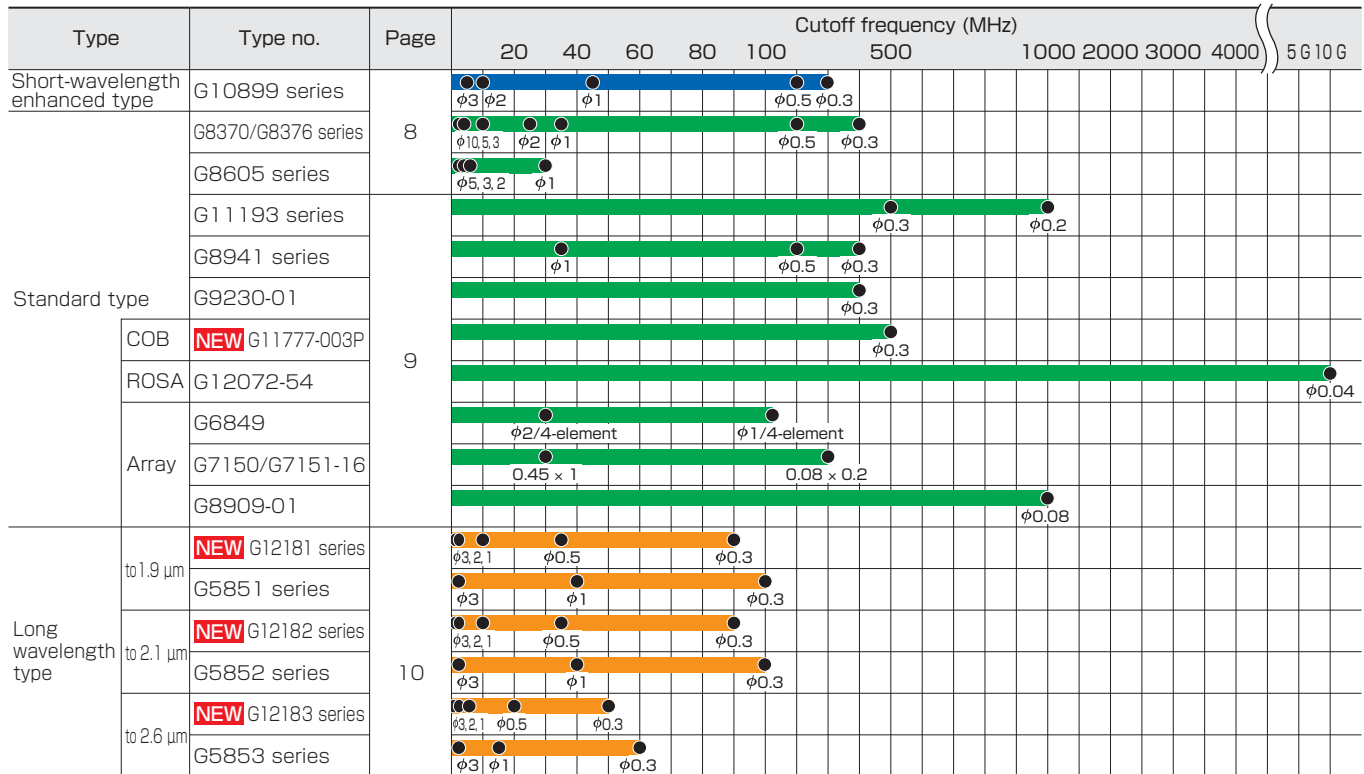 Type Type no. Page Cutoff frequency (MHz)
20 40 60 80 100 500 1000 2000 3000 4000 5 G 10 G
Short-wavelength
enhanced type
G10899 series
φ3 φ2 φ1 φ0.5 φ0.3
8
Standard type
G8370/G8376 series
φ10, 5, 3 φ2 φ1 φ0.5 φ0.3
G8605 series
φ5, 3, 2 φ1
9
G11193 series
φ0.3 φ0.2
G8941 series
φ1 φ0.5 φ0.3
G9230-01
φ0.3
COB NEW G11777-003P
φ0.3
ROSA G12072-54
φ0.04
Array
G6849
φ2/4-element φ1/4-element
G7150/G7151-16
0.45 × 1 0.08 × 0.2
G8909-01
φ0.08
Long
wavelength
type
10
to 1.9 μm
NEW G12181 series
φ3, 2, 1 φ0.5 φ0.3
G5851 series
φ3 φ1 φ0.3
to 2.1 μm
NEW G12182 series
φ3, 2, 1 φ0.5 φ0.3
G5852 series
φ3 φ1 φ0.3
to 2.6 μm
NEW G12183 series
φ3, 2, 1 φ0.5 φ0.3
G5853 series
φ3 φ1 φ0.3